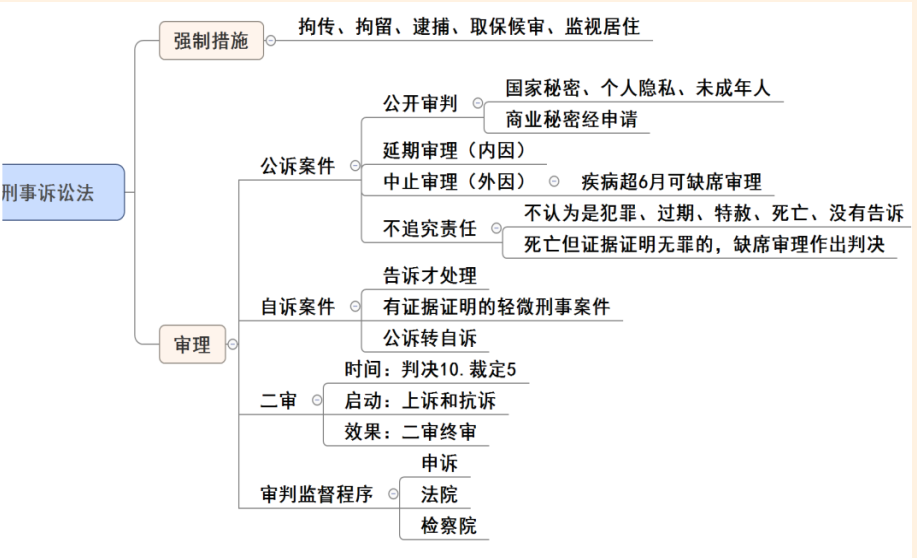 强制措施
拘传、拘留、逮捕、取保候审、监视居住
国家秘密、个人隐私、未成年人
公开审判
商业秘密经申请
延期审理（内因）
公诉案件
中止审理（外因）
疾病超6月可缺席审理
刑事诉讼法
不认为是犯罪、过期、特赦、死亡、没有告诉
不追究责任
死亡但证据证明无罪的，缺席审理作出判决
告诉才处理
自诉案件
有证据证明的轻微刑事案件
公诉转自诉
审理
时间：判决10.裁定5
二审
启动：上诉和抗诉
效果：二审终审
申诉
审判监督程序
法院
检察院